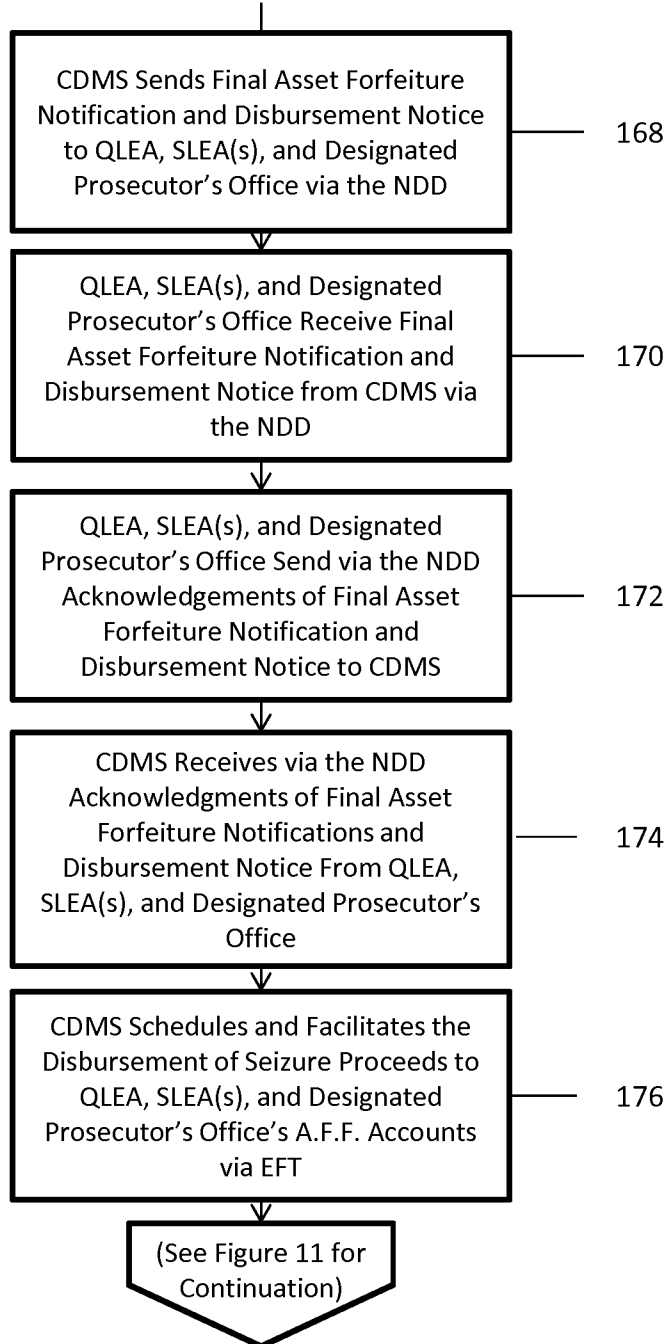 CDMS Sends Final Asset Forfeiture
Notification and Disbursement Notice
to QLEA, SLEA(s), and Designated
Prosecutor's Office via the NDD
168
QLEA, SLEA(s), and Designated
Prosecutor's Office Receive Final
Asset Forfeiture Notification and
Disbursement Notice from CDMS via
the NDD
170
QLEA, SLEA(s), and Designated
Prosecutor's Office Send via the NDD
Acknowledgements of Final Asset
Forfeiture Notification and
Disbursement Notice to CDMS
172
CDMS Receives via the NDD
Acknowledgments of Final Asset
Forfeiture Notifications and
Disbursement Notice From QLEA,
SLEA(s), and Designated Prosecutor's
Office
174
CDMS Schedules and Facilitates the
Disbursement of Seizure Proceeds to
QLEA, SLEA(s), and Designated
Prosecutor's Office's A.F.F. Accounts
via EFT
176
(See Figure 11 for
Continuation)